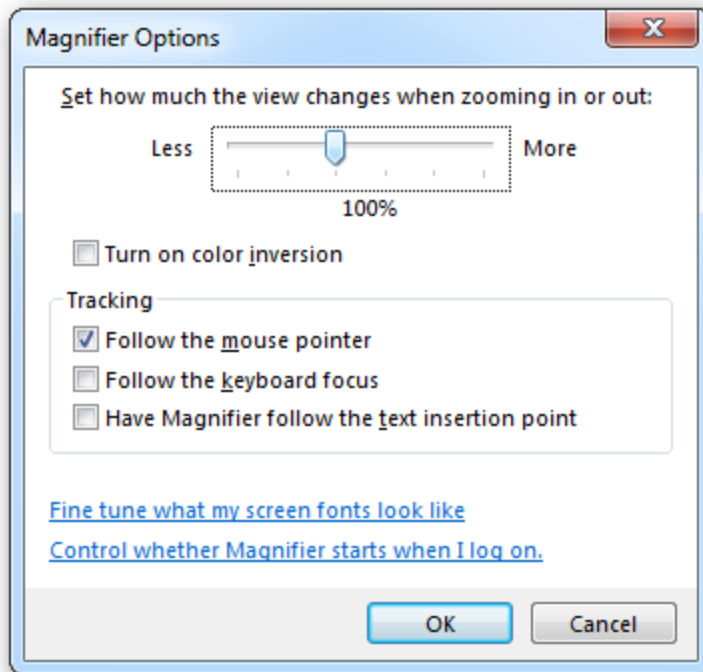 Magnifier Options
Set how much the view changes when zooming in or out:
Less More
100%
Turn on color inversion
Tracking
Follow the mouse pointer
Follow the keyboard focus
Have Magnifier follow the text insertion point
Fine tune what my screen fonts look like
Control whether Magnifier starts when I log on.
OK Cancel